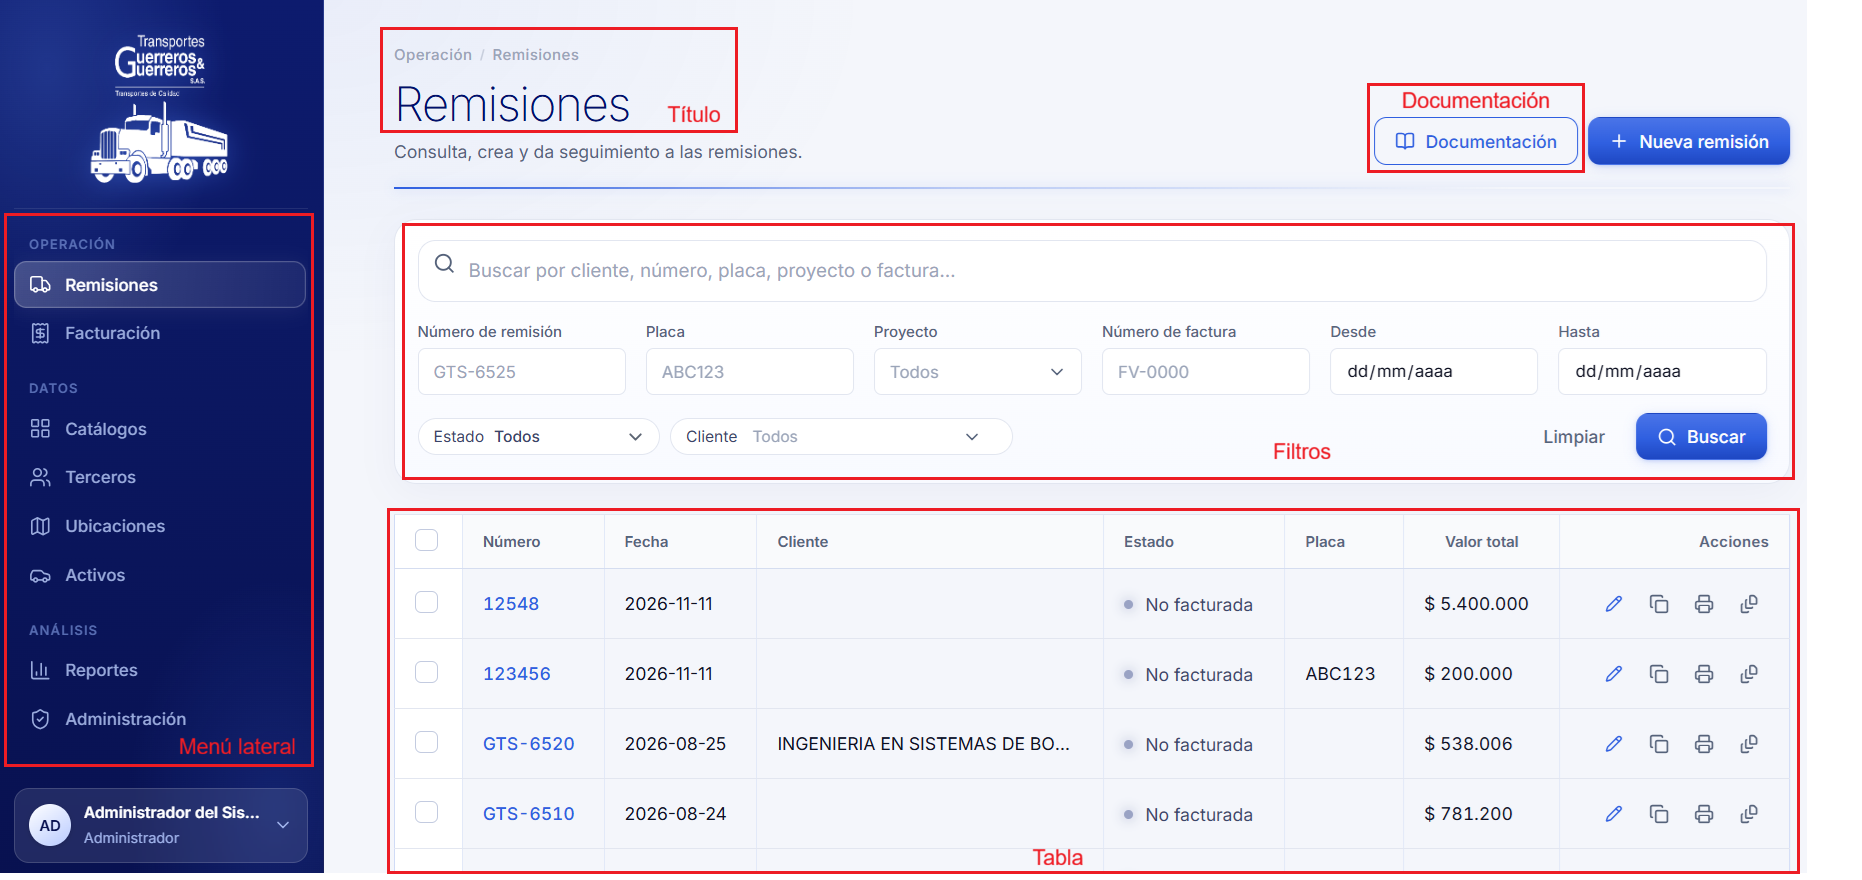 Transportes
Guerreros&
Guerreros
S.A.S.
Transportes de Calidad
OPERACIÓN
Remisiones
Facturación
DATOS
Catálogos
Terceros
Ubicaciones
Activos
ANÁLISIS
Reportes
Administración
Menú lateral
AD
Administrador del Sis...
Administrador
Operación / Remisiones
Remisiones
Título
Consulta, crea y da seguimiento a las remisiones.
Documentación
Documentación
+ Nueva remisión
Buscar por cliente, número, placa, proyecto o factura...
Número de remisión Placa Proyecto Número de factura Desde Hasta
GTS-6525 ABC123 Todos FV-0000 dd/mm/aaaa dd/mm/aaaa
Estado Todos Cliente Todos Limpiar Buscar
Filtros
Número Fecha Cliente Estado Placa Valor total Acciones
12548 2026-11-11 No facturada $ 5.400.000
123456 2026-11-11 No facturada ABC123 $ 200.000
GTS-6520 2026-08-25 INGENIERIA EN SISTEMAS DE BO... No facturada $ 538.006
GTS-6510 2026-08-24 No facturada $ 781.200
Tabla